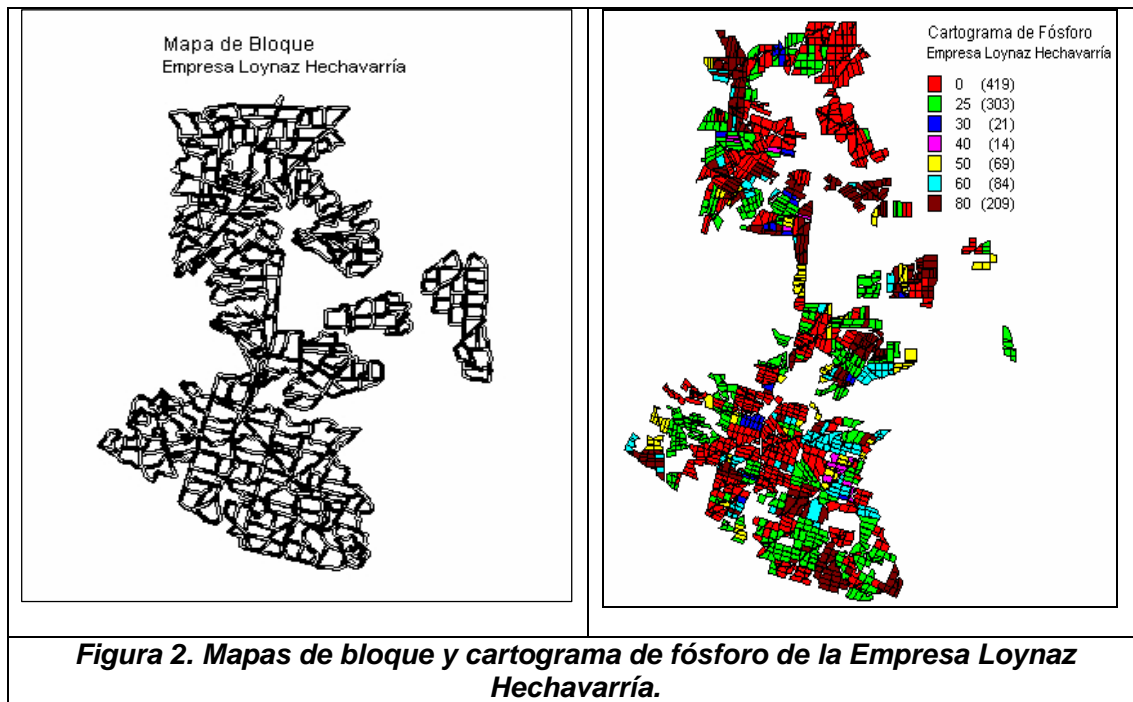 Mapa de Bloque
Empresa Loynaz Hechavarría
Cartograma de Fósforo
Empresa Loynaz Hechavarría
0 (419)
25 (303)
30 (21)
40 (14)
50 (69)
60 (84)
80 (209)
Figura 2. Mapas de bloque y cartograma de fósforo de la Empresa Loynaz
Hechavarría.